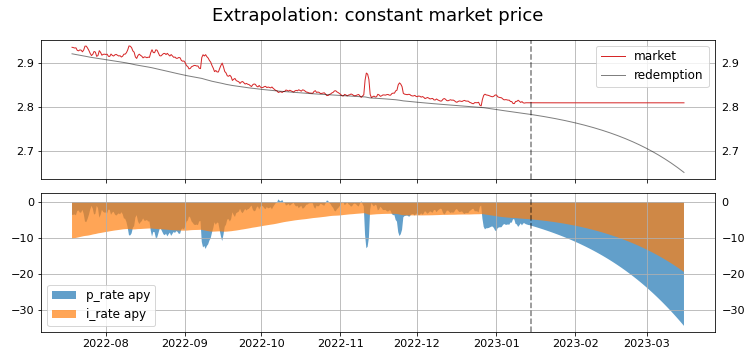 Extrapolation: constant market price
2.9 2.9
2.8 2.8
2.7 2.7
market
redemption
0 0
−10 −10
−20 −20
−30 −30
p_rate apy
i_rate apy
2022-08 2022-09 2022-10 2022-11 2022-12 2023-01 2023-02 2023-03